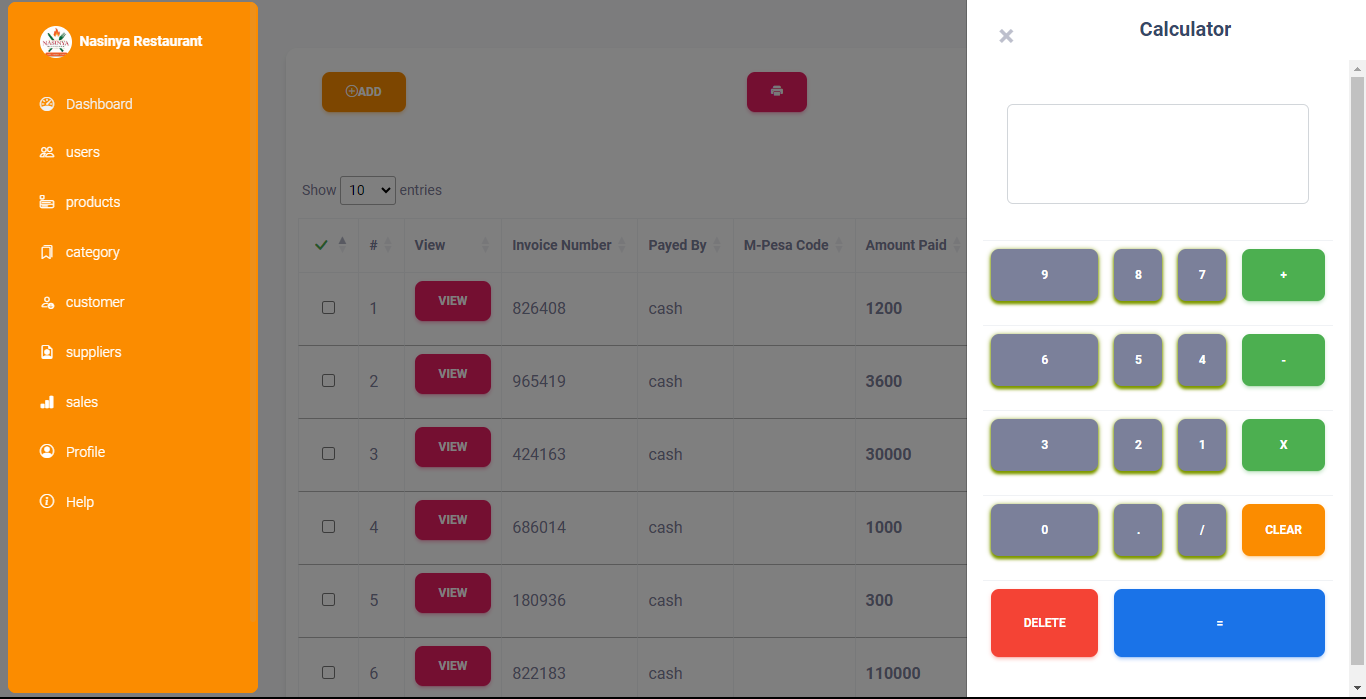 Nasinya Restaurant
Dashboard
users
products
category
customer
suppliers
sales
Profile
Help
ADD
Show 10 entries
# View Invoice Number Payed By M-Pesa Code Amount Paid
1 VIEW 826408 cash 1200
2 VIEW 965419 cash 3600
3 VIEW 424163 cash 30000
4 VIEW 686014 cash 1000
5 VIEW 180936 cash 300
6 VIEW 822183 cash 110000
× Calculator
9 8 7 +
6 5 4 -
3 2 1 X
0 . / CLEAR
DELETE =